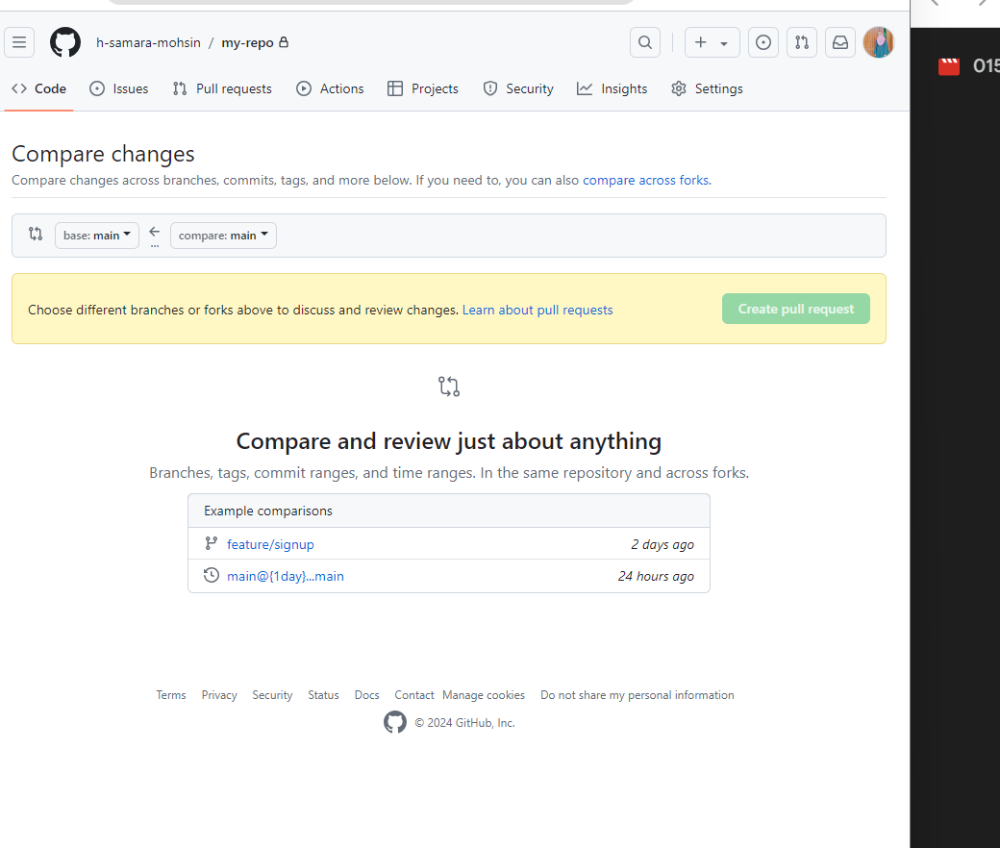 h-samara-mohsin / my-repo
015
Code Issues Pull requests Actions Projects Security Insights Settings
Compare changes
Compare changes across branches, commits, tags, and more below. If you need to, you can also compare across forks.
base: main
...
compare: main
Choose different branches or forks above to discuss and review changes. Learn about pull requests
Create pull request
Compare and review just about anything
Branches, tags, commit ranges, and time ranges. In the same repository and across forks.
Example comparisons
feature/signup 2 days ago
main@{1day}...main 24 hours ago
Terms Privacy Security Status Docs Contact Manage cookies Do not share my personal information
© 2024 GitHub, Inc.